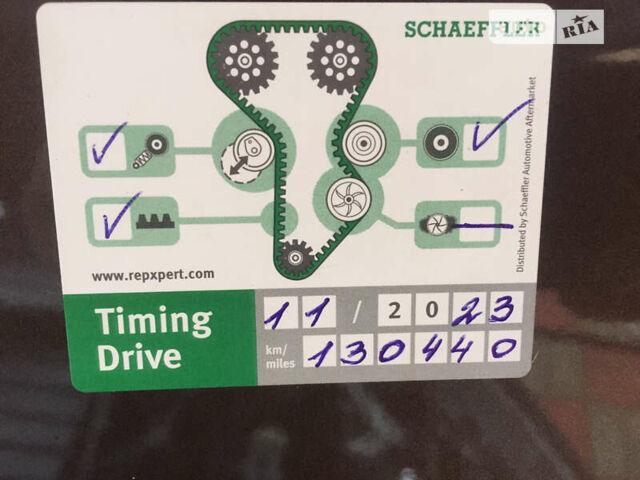 SCHAEFFLER
RIA
Distributed by Schaeffler Automotive Aftermarket
www.repxpert.com
Timing
Drive
11 / 2023
km/
miles
130440